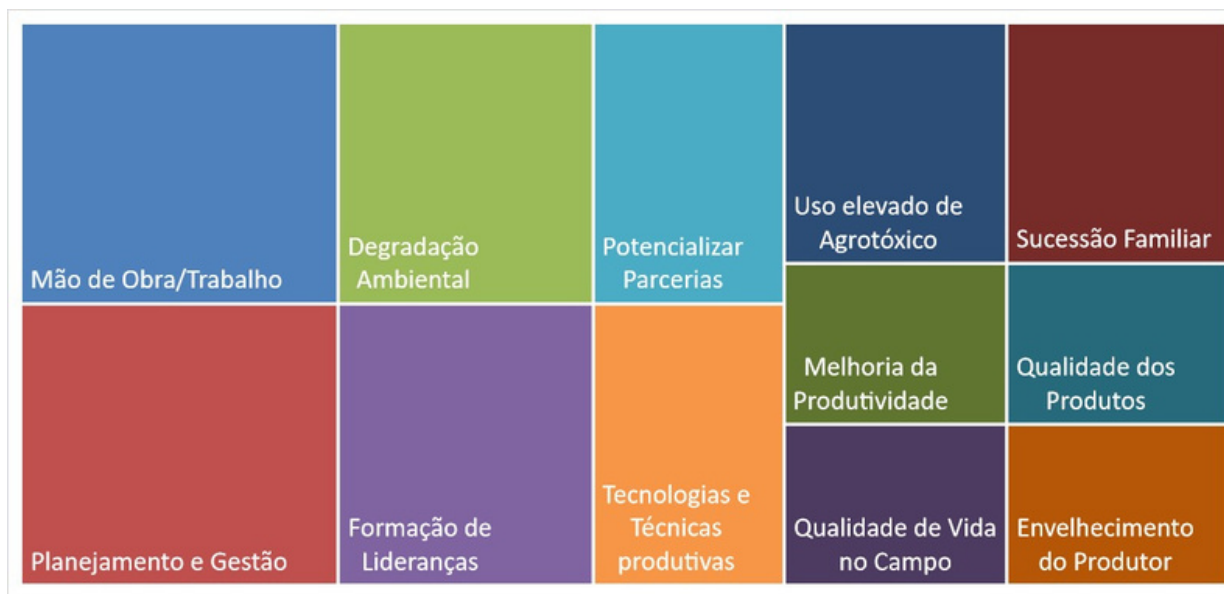 Mão de Obra/Trabalho
Degradação
Ambiental
Potencializar
Parcerias
Uso elevado de
Agrotóxico
Sucessão Familiar
Melhoria da
Produtividade
Qualidade dos
Produtos
Planejamento e Gestão
Formação de
Lideranças
Tecnologias e
Técnicas
produtivas
Qualidade de Vida
no Campo
Envelhecimento
do Produtor